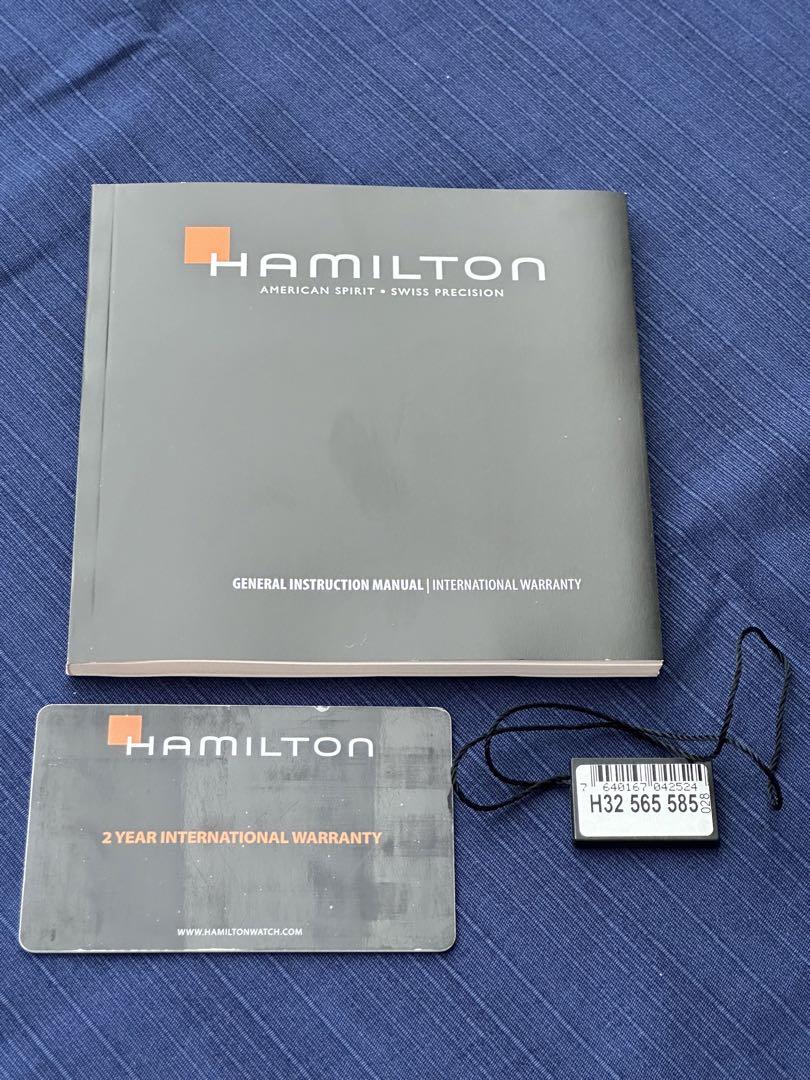 HAMILTON
AMERICAN SPIRIT • SWISS PRECISION
GENERAL INSTRUCTION MANUAL | INTERNATIONAL WARRANTY
HAMILTON
2 YEAR INTERNATIONAL WARRANTY
WWW.HAMILTONWATCH.COM
7 640167 042524
H32 565 585
028